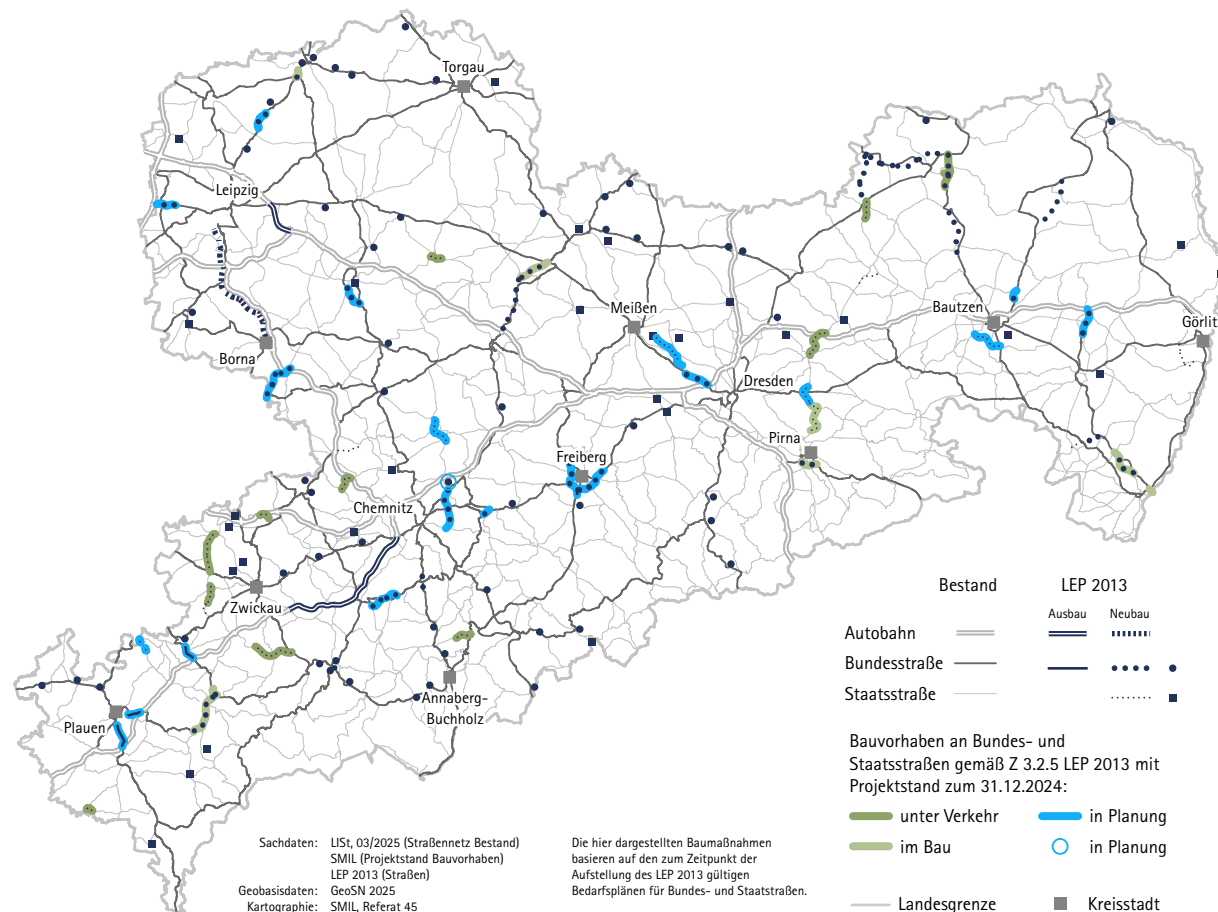 Torgau
Leipzig
Meißen
Bautzen
Görlit
Borna
Dresden
Pirna
Freiberg
Chemnitz
Zwickau
Annaberg-
Buchholz
Plauen
Bestand
LEP 2013
Ausbau
Neubau
Autobahn
Bundesstraße
Staatsstraße
Bauvorhaben an Bundes- und
Staatsstraßen gemäß Z 3.2.5 LEP 2013 mit
Projektstand zum 31.12.2024:
unter Verkehr
in Planung
im Bau
in Planung
Landesgrenze
Kreisstadt
Sachdaten: LISt, 03/2025 (Straßennetz Bestand)
SMIL (Projektstand Bauvorhaben)
LEP 2013 (Straßen)
Geobasisdaten: GeoSN 2025
Kartographie: SMIL, Referat 45
Die hier dargestellten Baumaßnahmen
basieren auf den zum Zeitpunkt der
Aufstellung des LEP 2013 gültigen
Bedarfsplänen für Bundes- und Staatstraßen.